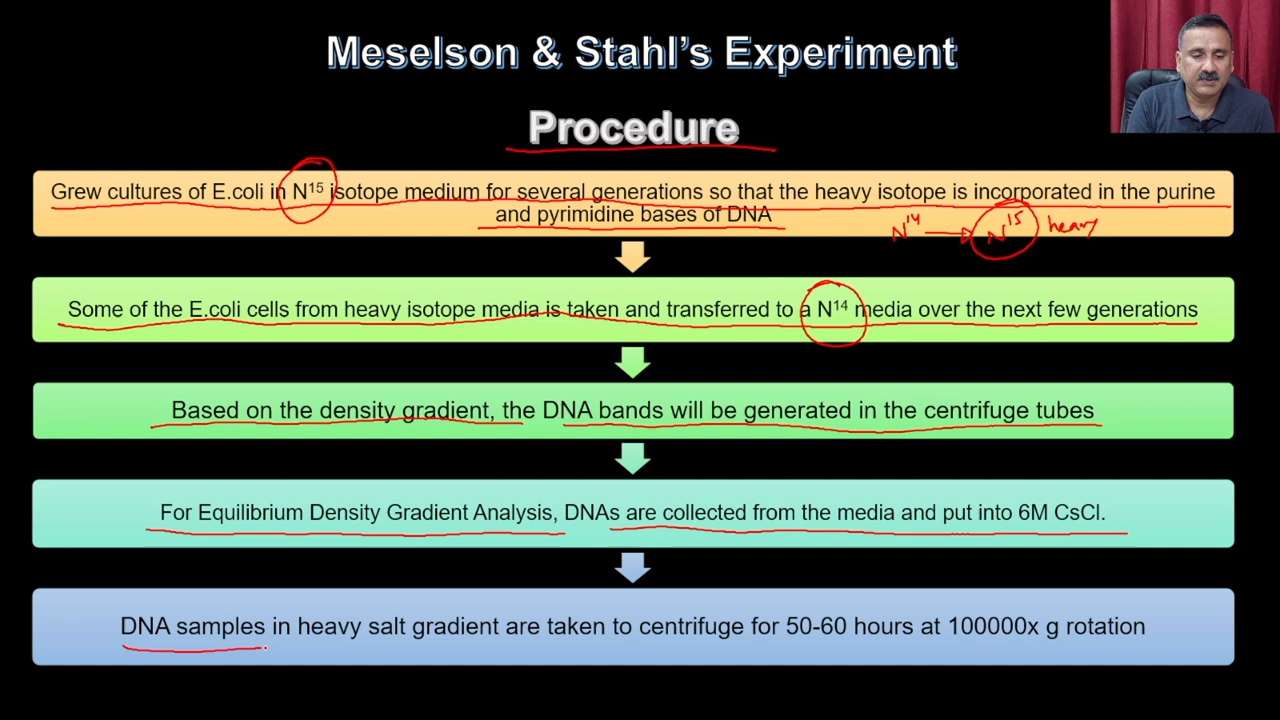 Meselson & Stahl’s Experiment
Procedure
Grew cultures of E.coli in N¹⁵ isotope medium for several generations so that the heavy isotope is incorporated in the purine
and pyrimidine bases of DNA
N¹⁴ → N¹⁵ heavy
Some of the E.coli cells from heavy isotope media is taken and transferred to a N¹⁴ media over the next few generations
Based on the density gradient, the DNA bands will be generated in the centrifuge tubes
For Equilibrium Density Gradient Analysis, DNAs are collected from the media and put into 6M CsCl.
DNA samples in heavy salt gradient are taken to centrifuge for 50-60 hours at 100000x g rotation